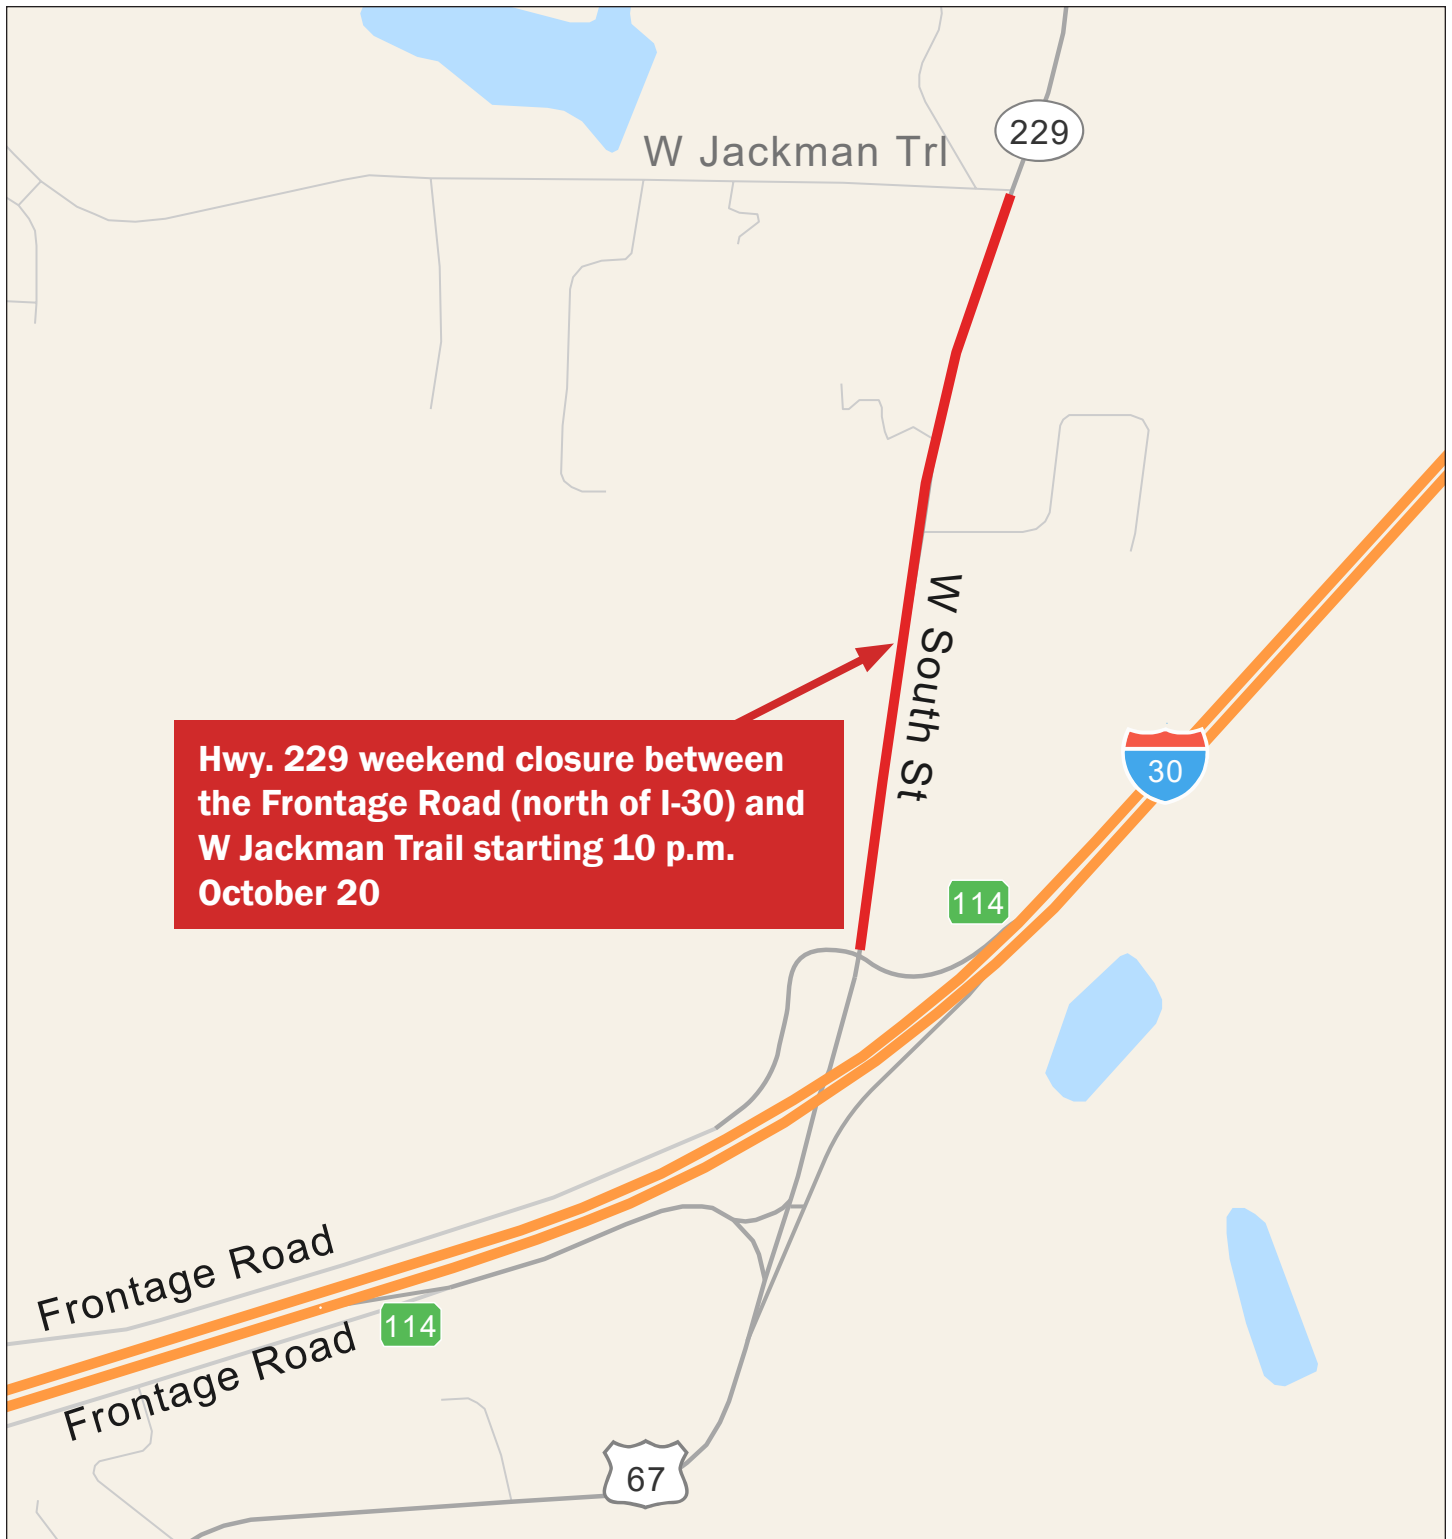 229
W Jackman Trl
W South St
Hwy. 229 weekend closure between
the Frontage Road (north of I-30) and
W Jackman Trail starting 10 p.m.
October 20
30
114
Frontage Road
114
Frontage Road
67